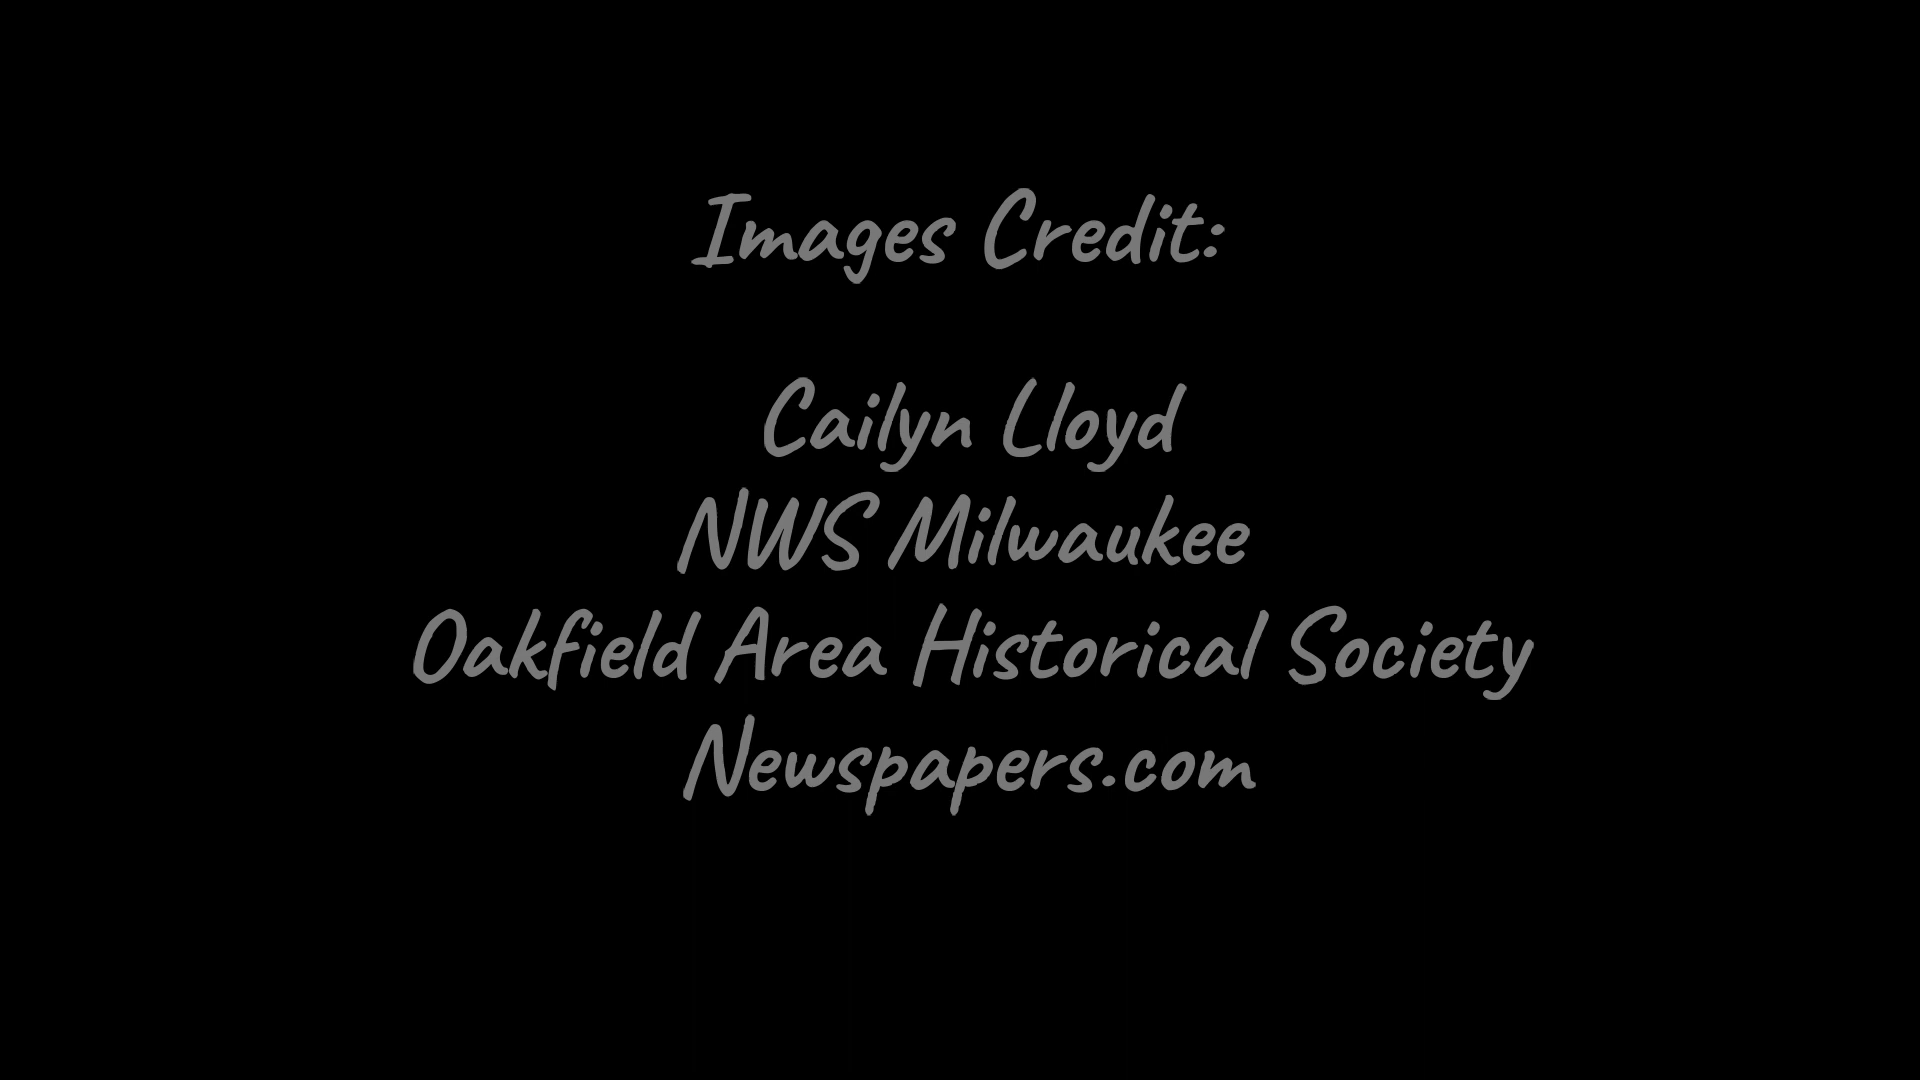 Images Credit:
Cailyn Lloyd
NWS Milwaukee
Oakfield Area Historical Society
Newspapers.com